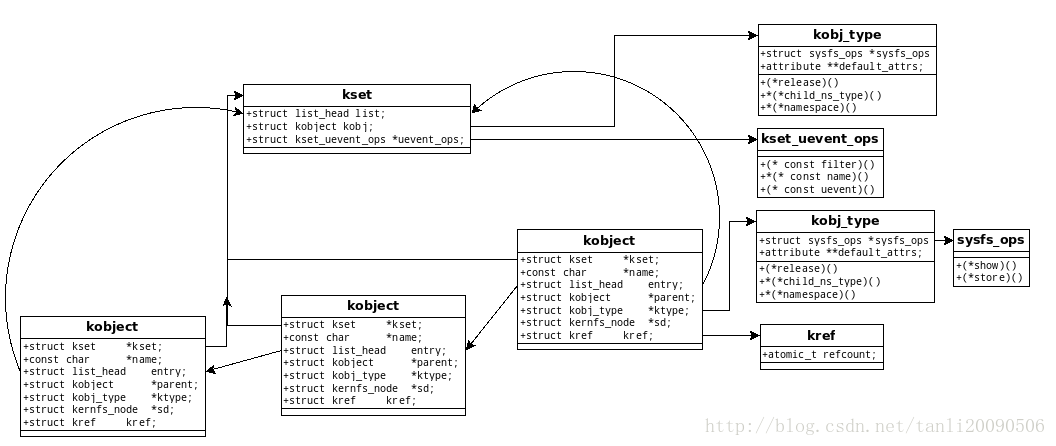 kobj_type
+struct sysfs_ops *sysfs_ops
+attribute **default_attrs;
+(*release)()
+*(*child_ns_type)()
+*(*namespace)()
kset
+struct list_head list;
+struct kobject kobj;
+struct kset_uevent_ops *uevent_ops;
kset_uevent_ops
+(* const filter)()
+*(* const name)()
+(* const uevent)()
kobj_type
+struct sysfs_ops *sysfs_ops
+attribute **default_attrs;
+(*release)()
+*(*child_ns_type)()
+*(*namespace)()
sysfs_ops
+(*show)()
+(*store)()
kobject
+struct kset *kset;
+const char *name;
+struct list_head entry;
+struct kobject *parent;
+struct kobj_type *ktype;
+struct kernfs_node *sd;
+struct kref kref;
kref
+atomic_t refcount;
kobject
+struct kset *kset;
+const char *name;
+struct list_head entry;
+struct kobject *parent;
+struct kobj_type *ktype;
+struct kernfs_node *sd;
+struct kref kref;
kobject
+struct kset *kset;
+const char *name;
+struct list_head entry;
+struct kobject *parent;
+struct kobj_type *ktype;
+struct kernfs_node *sd;
+struct kref kref;
http://blog.csdn.net/tanli20090506